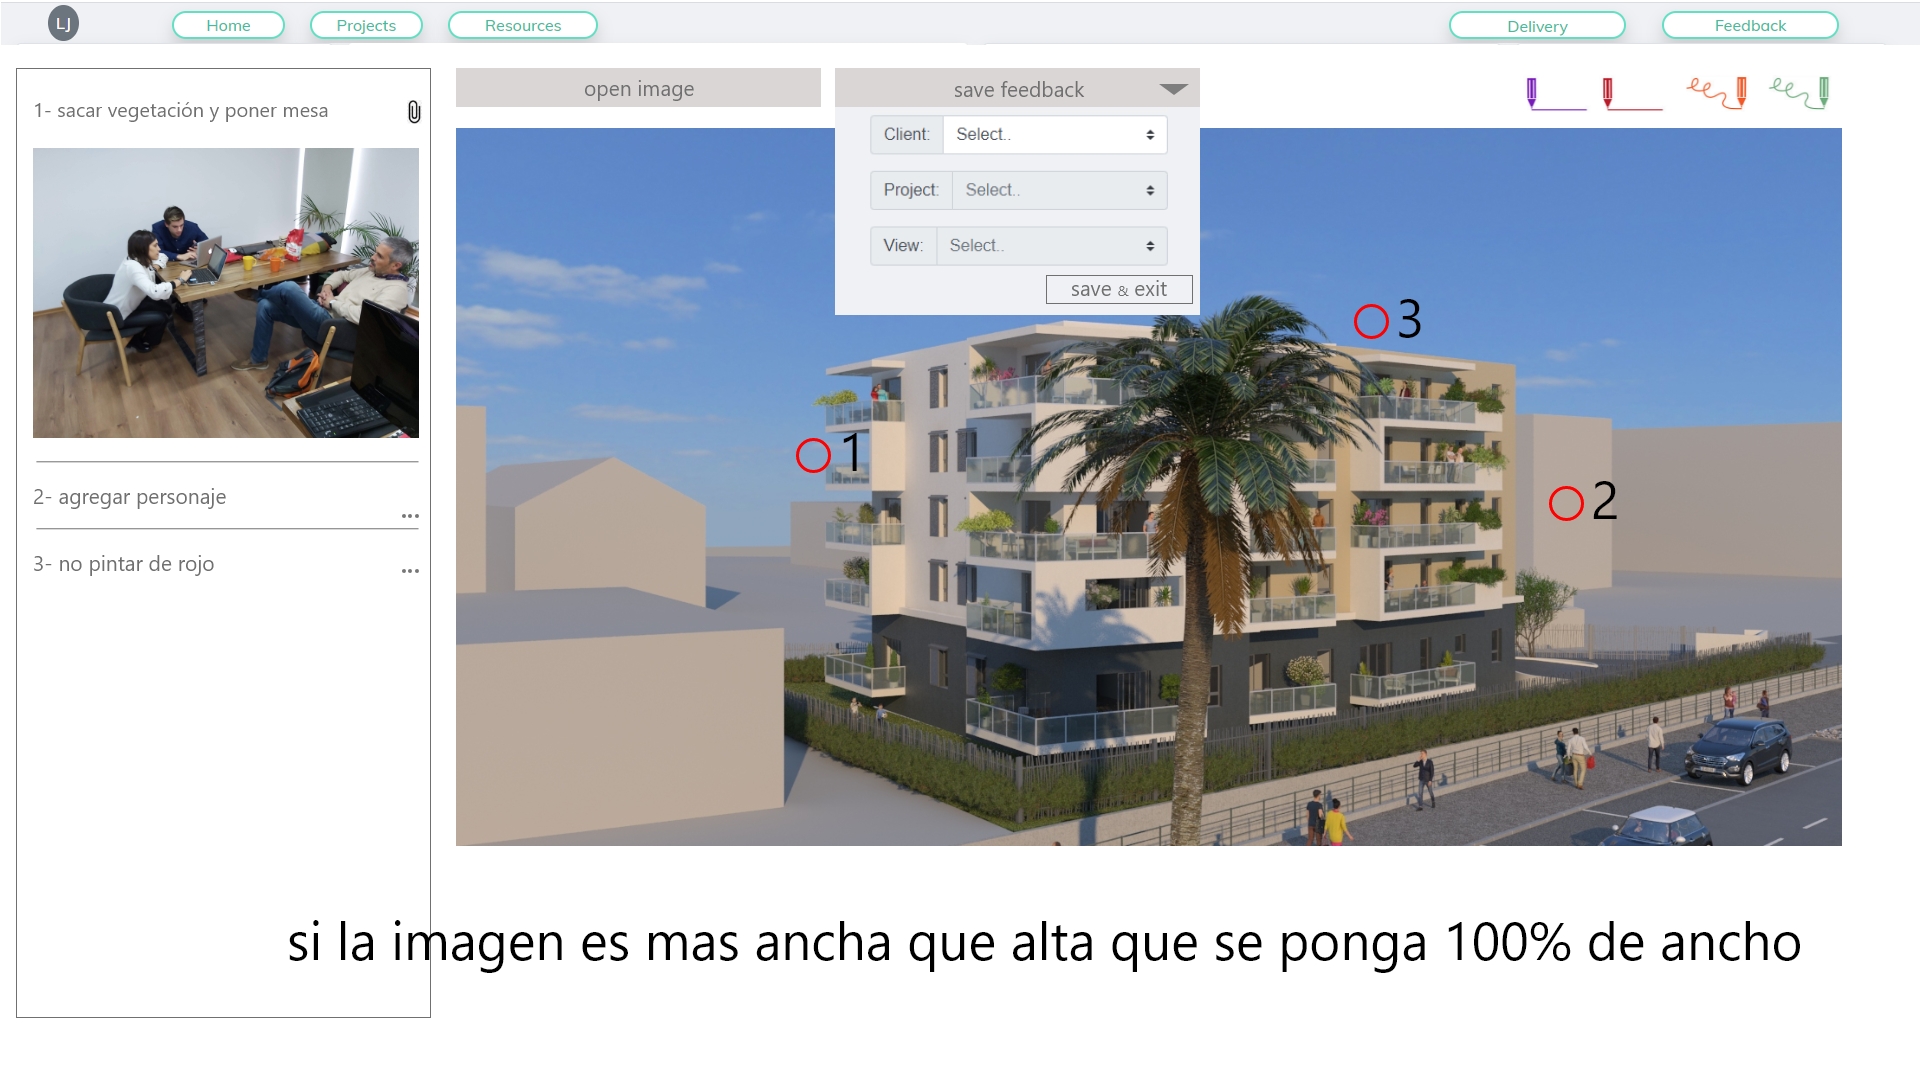 LJ
Home
Projects
Resources
Delivery
Feedback
1- sacar vegetación y poner mesa
2- agregar personaje
...
3- no pintar de rojo
...
open image
save feedback
Client: Select..
Project: Select..
View: Select..
save & exit
1
3
2
si la imagen es mas ancha que alta que se ponga 100% de ancho